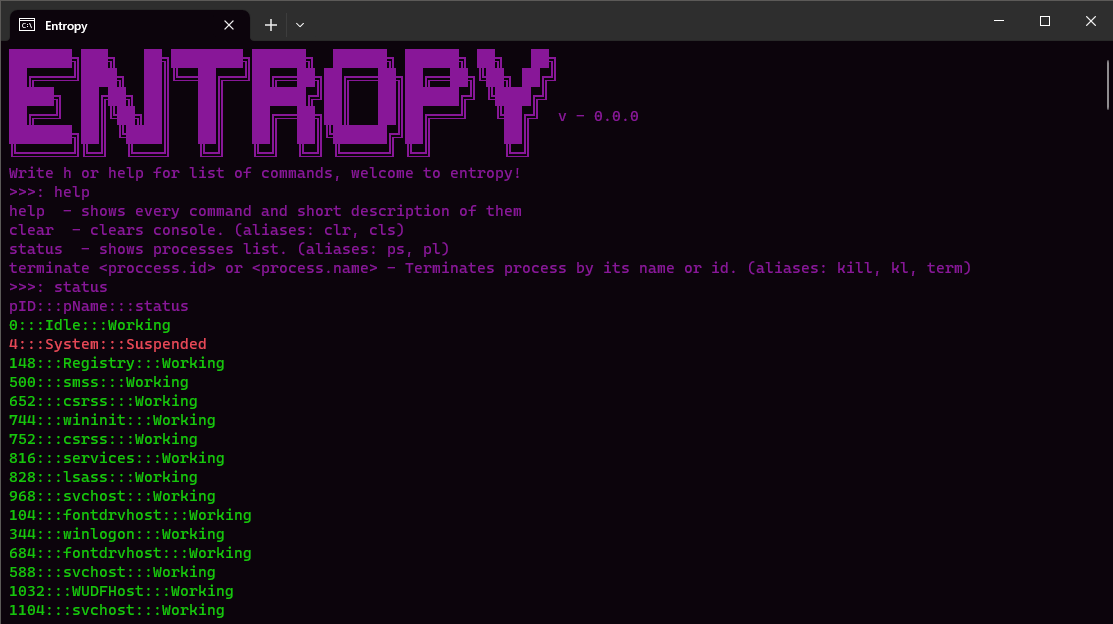 Entropy
ENTROPY v - 0.0.0
Write h or help for list of commands, welcome to entropy!
>>>: help
help  - shows every command and short description of them
clear  - clears console. (aliases: clr, cls)
status  - shows processes list. (aliases: ps, pl)
terminate <proccess.id> or <process.name> - Terminates process by its name or id. (aliases: kill, kl, term)
>>>: status
pID:::pName:::status
0:::Idle:::Working
4:::System:::Suspended
148:::Registry:::Working
500:::smss:::Working
652:::csrss:::Working
744:::wininit:::Working
752:::csrss:::Working
816:::services:::Working
828:::lsass:::Working
968:::svchost:::Working
104:::fontdrvhost:::Working
344:::winlogon:::Working
684:::fontdrvhost:::Working
588:::svchost:::Working
1032:::WUDFHost:::Working
1104:::svchost:::Working